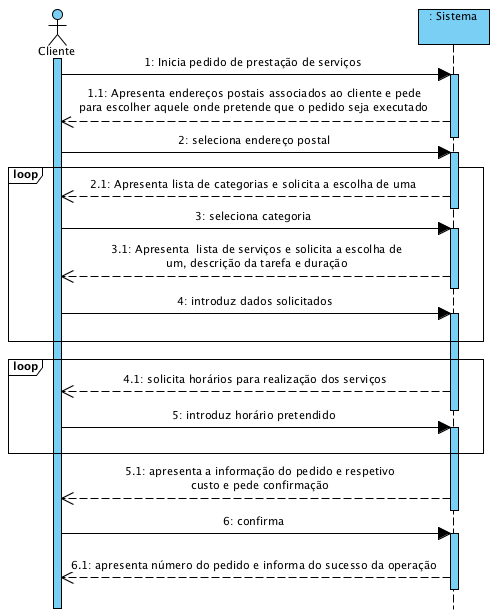 : Sistema
Cliente
1: Inicia pedido de prestação de serviços
1.1: Apresenta endereços postais associados ao cliente e pede
para escolher aquele onde pretende que o pedido seja executado
2: seleciona endereço postal
loop
2.1: Apresenta lista de categorias e solicita a escolha de uma
3: seleciona categoria
3.1: Apresenta lista de serviços e solicita a escolha de
um, descrição da tarefa e duração
4: introduz dados solicitados
loop
4.1: solicita horários para realização dos serviços
5: introduz horário pretendido
5.1: apresenta a informação do pedido e respetivo
custo e pede confirmação
6: confirma
6.1: apresenta número do pedido e informa do sucesso da operação